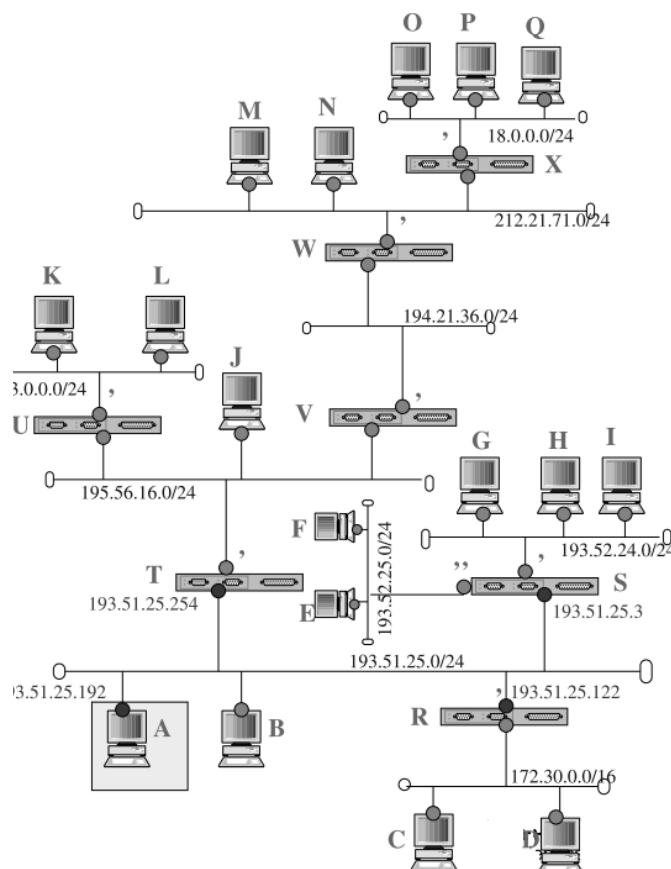 O P Q
M N
18.0.0.0/24
,
X
212.21.71.0/24
,
W
K L
194.21.36.0/24
J
3.0.0.0/24
,
,
U
V
G H I
195.56.16.0/24
F
193.52.25.0/24
193.52.24.0/24
,
,,
,
T
S
193.51.25.254
E
193.51.25.3
193.51.25.0/24
93.51.25.192
,
193.51.25.122
A B
R
172.30.0.0/16
C D